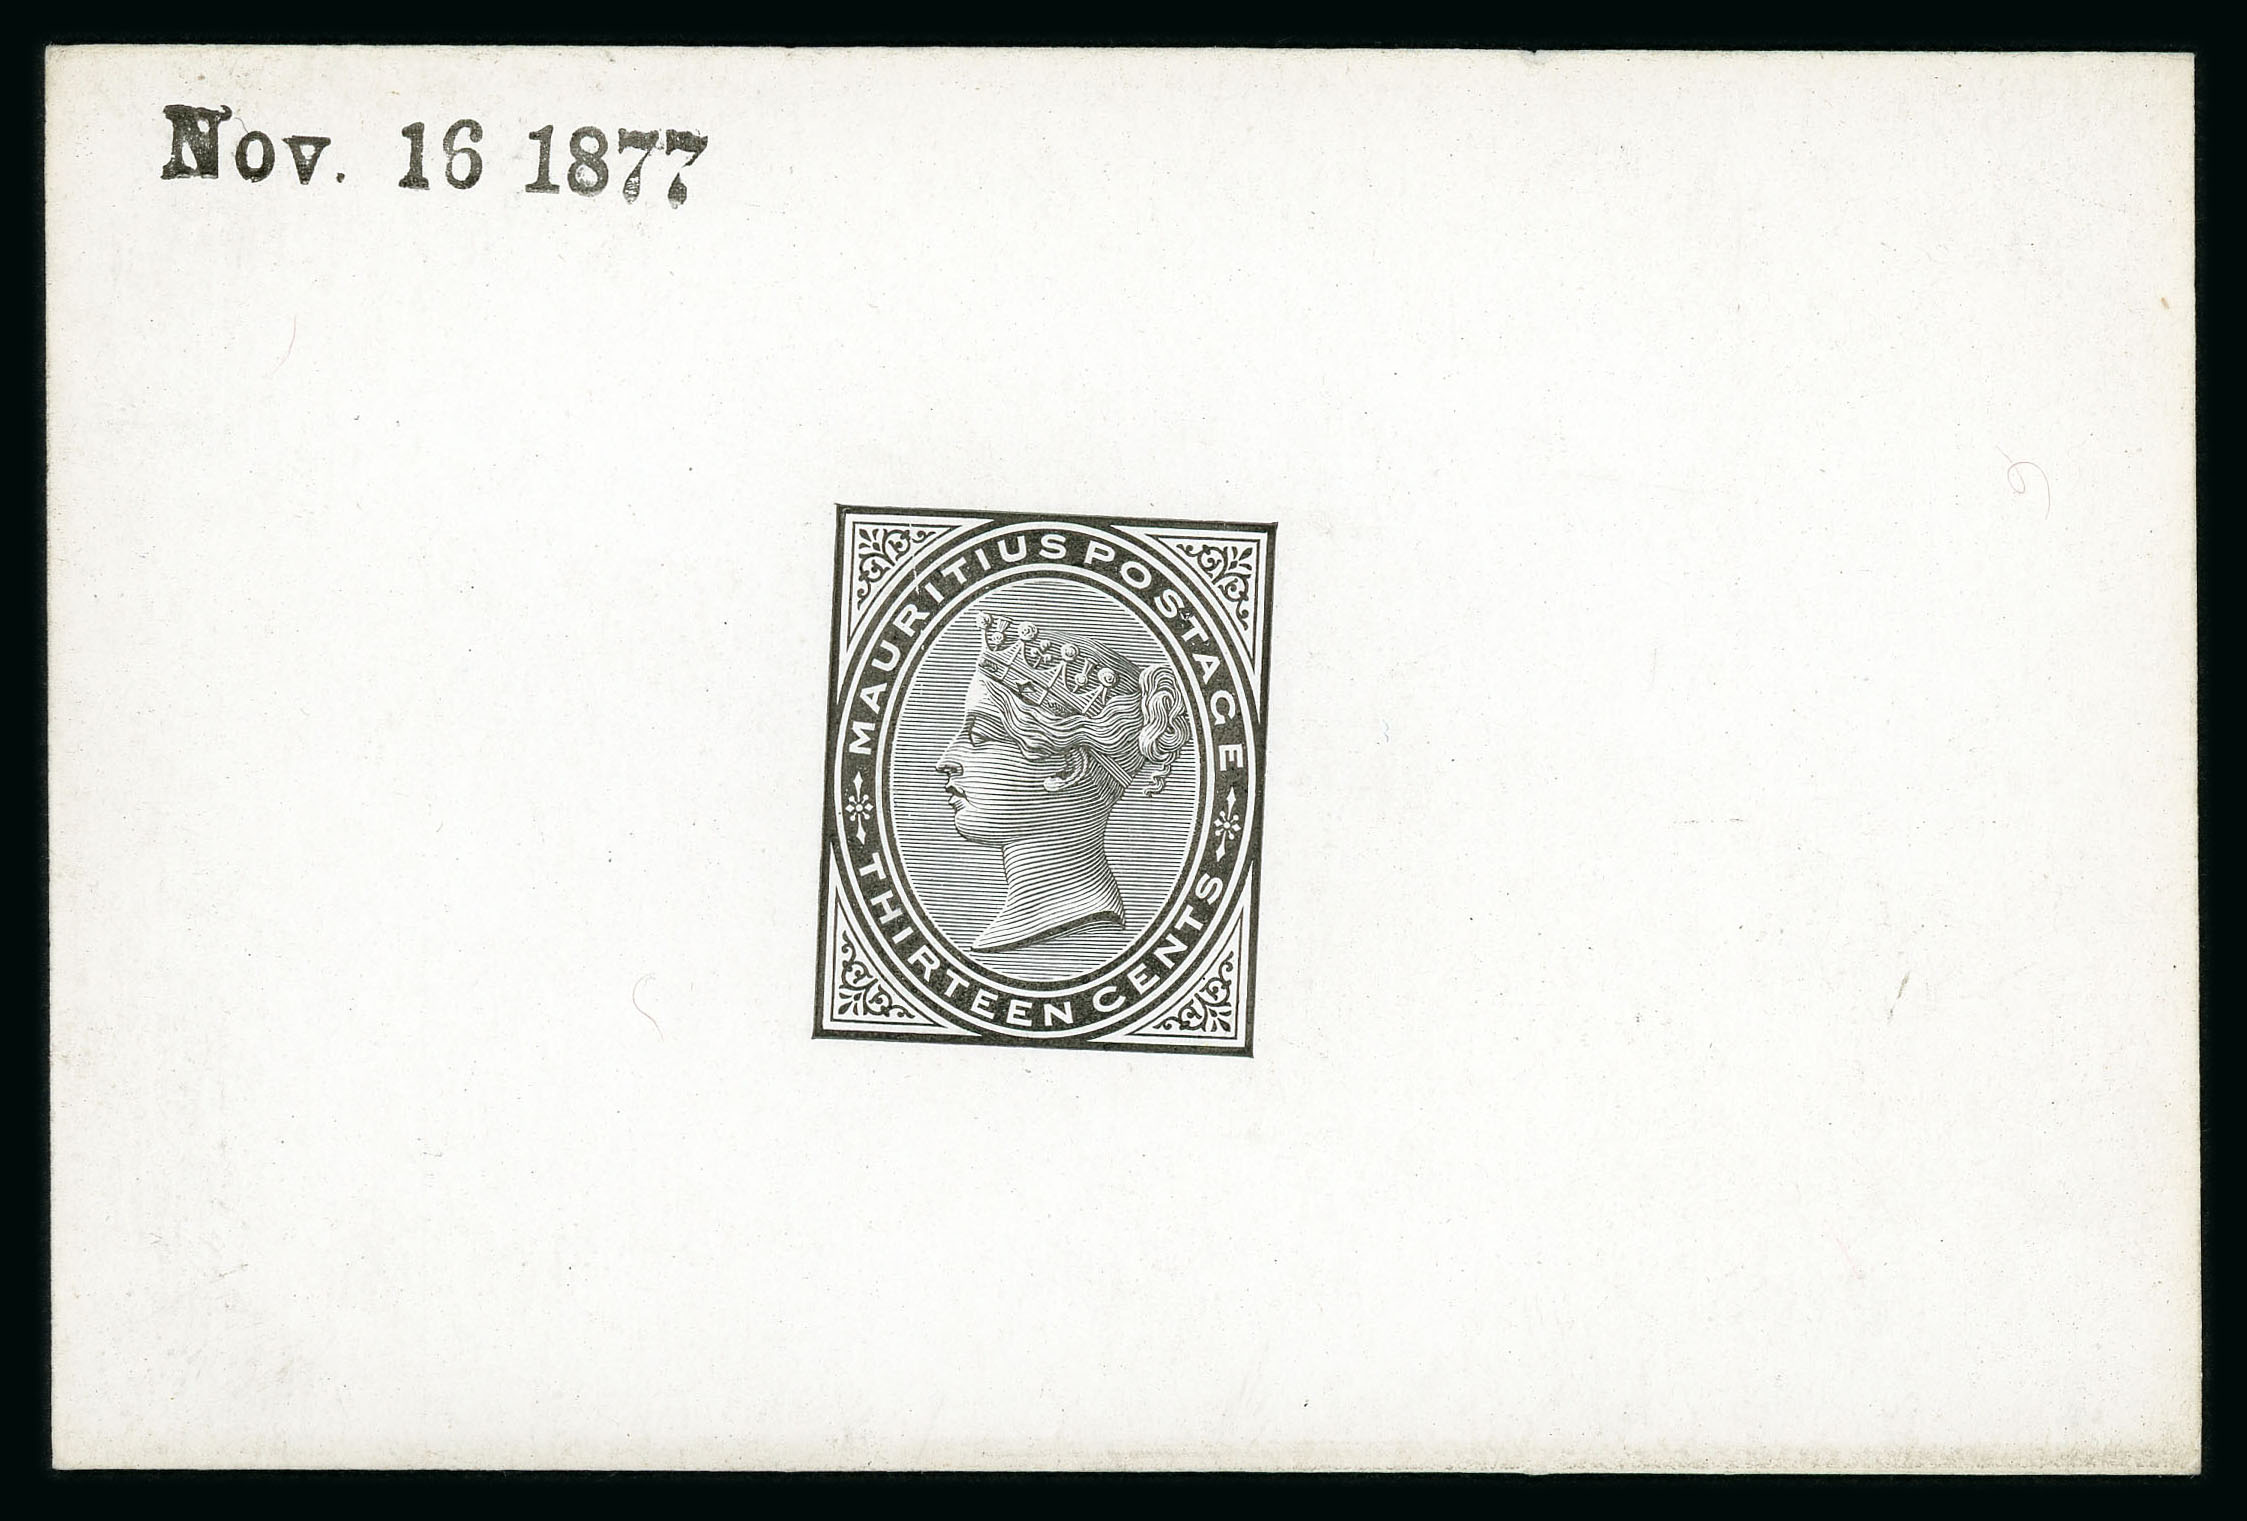 Nov. 16 1877
MAURITIUS POSTAGE
THIRTEEN CENTS